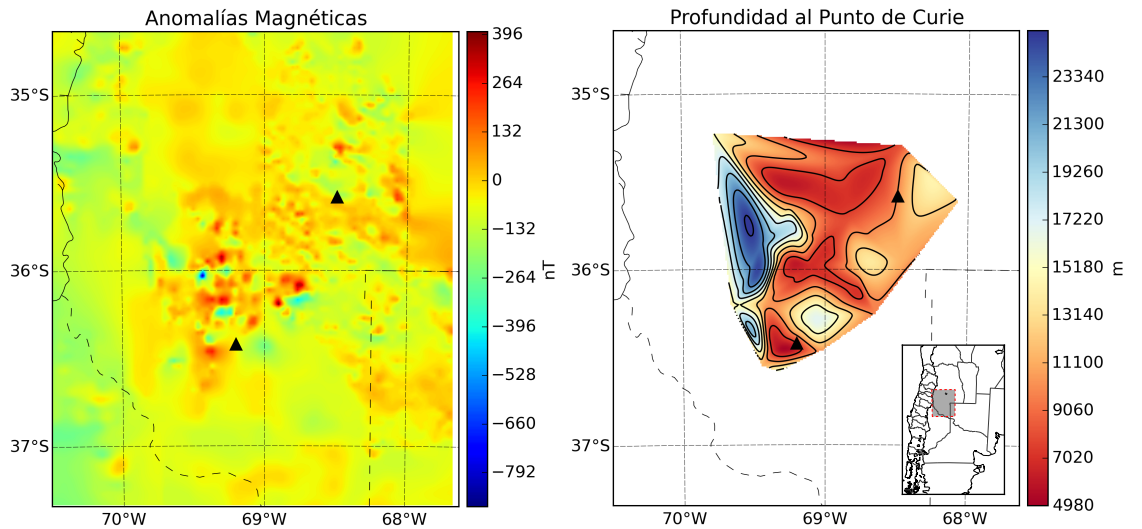 Anomalías Magnéticas
35°S
36°S
37°S
70°W
69°W
68°W
396
264
132
0
−132
−264
−396
−528
−660
−792
nT
Profundidad al Punto de Curie
35°S
36°S
37°S
70°W
69°W
68°W
23340
21300
19260
17220
15180
13140
11100
9060
7020
4980
m